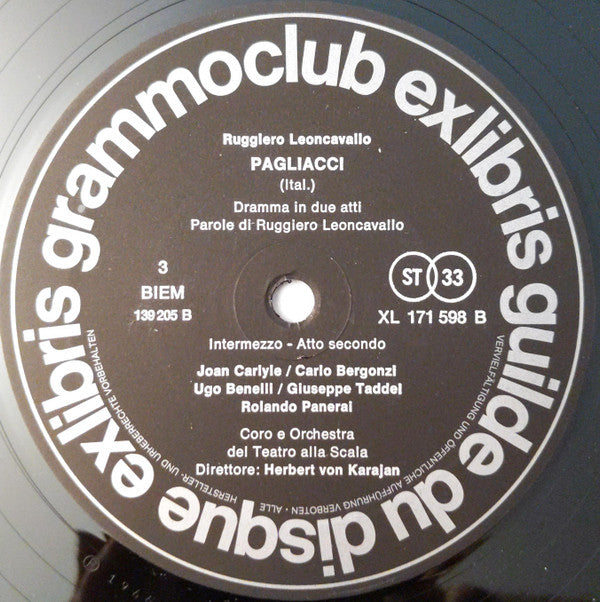 grammoclub exlibris guilde du disque exlibris
Ruggiero Leoncavallo
PAGLIACCI
(Ital.)
Dramma in due atti
Parole di Ruggiero Leoncavallo
3
BIEM
139 205 B
ST 33
XL 171 598 B
Intermezzo - Atto secondo
Joan Carlyle / Carlo Bergonzi
Ugo Benelli / Giuseppe Taddei
Rolando Panerai
Coro e Orchestra
del Teatro alla Scala
Direttore: Herbert von Karajan
HERSTELLER- UND URHEBERRECHTE VORBEHALTEN
VERVIELFÄLTIGUNG UND ÖFFENTLICHE AUFFÜHRUNG VERBOTEN · ALLE